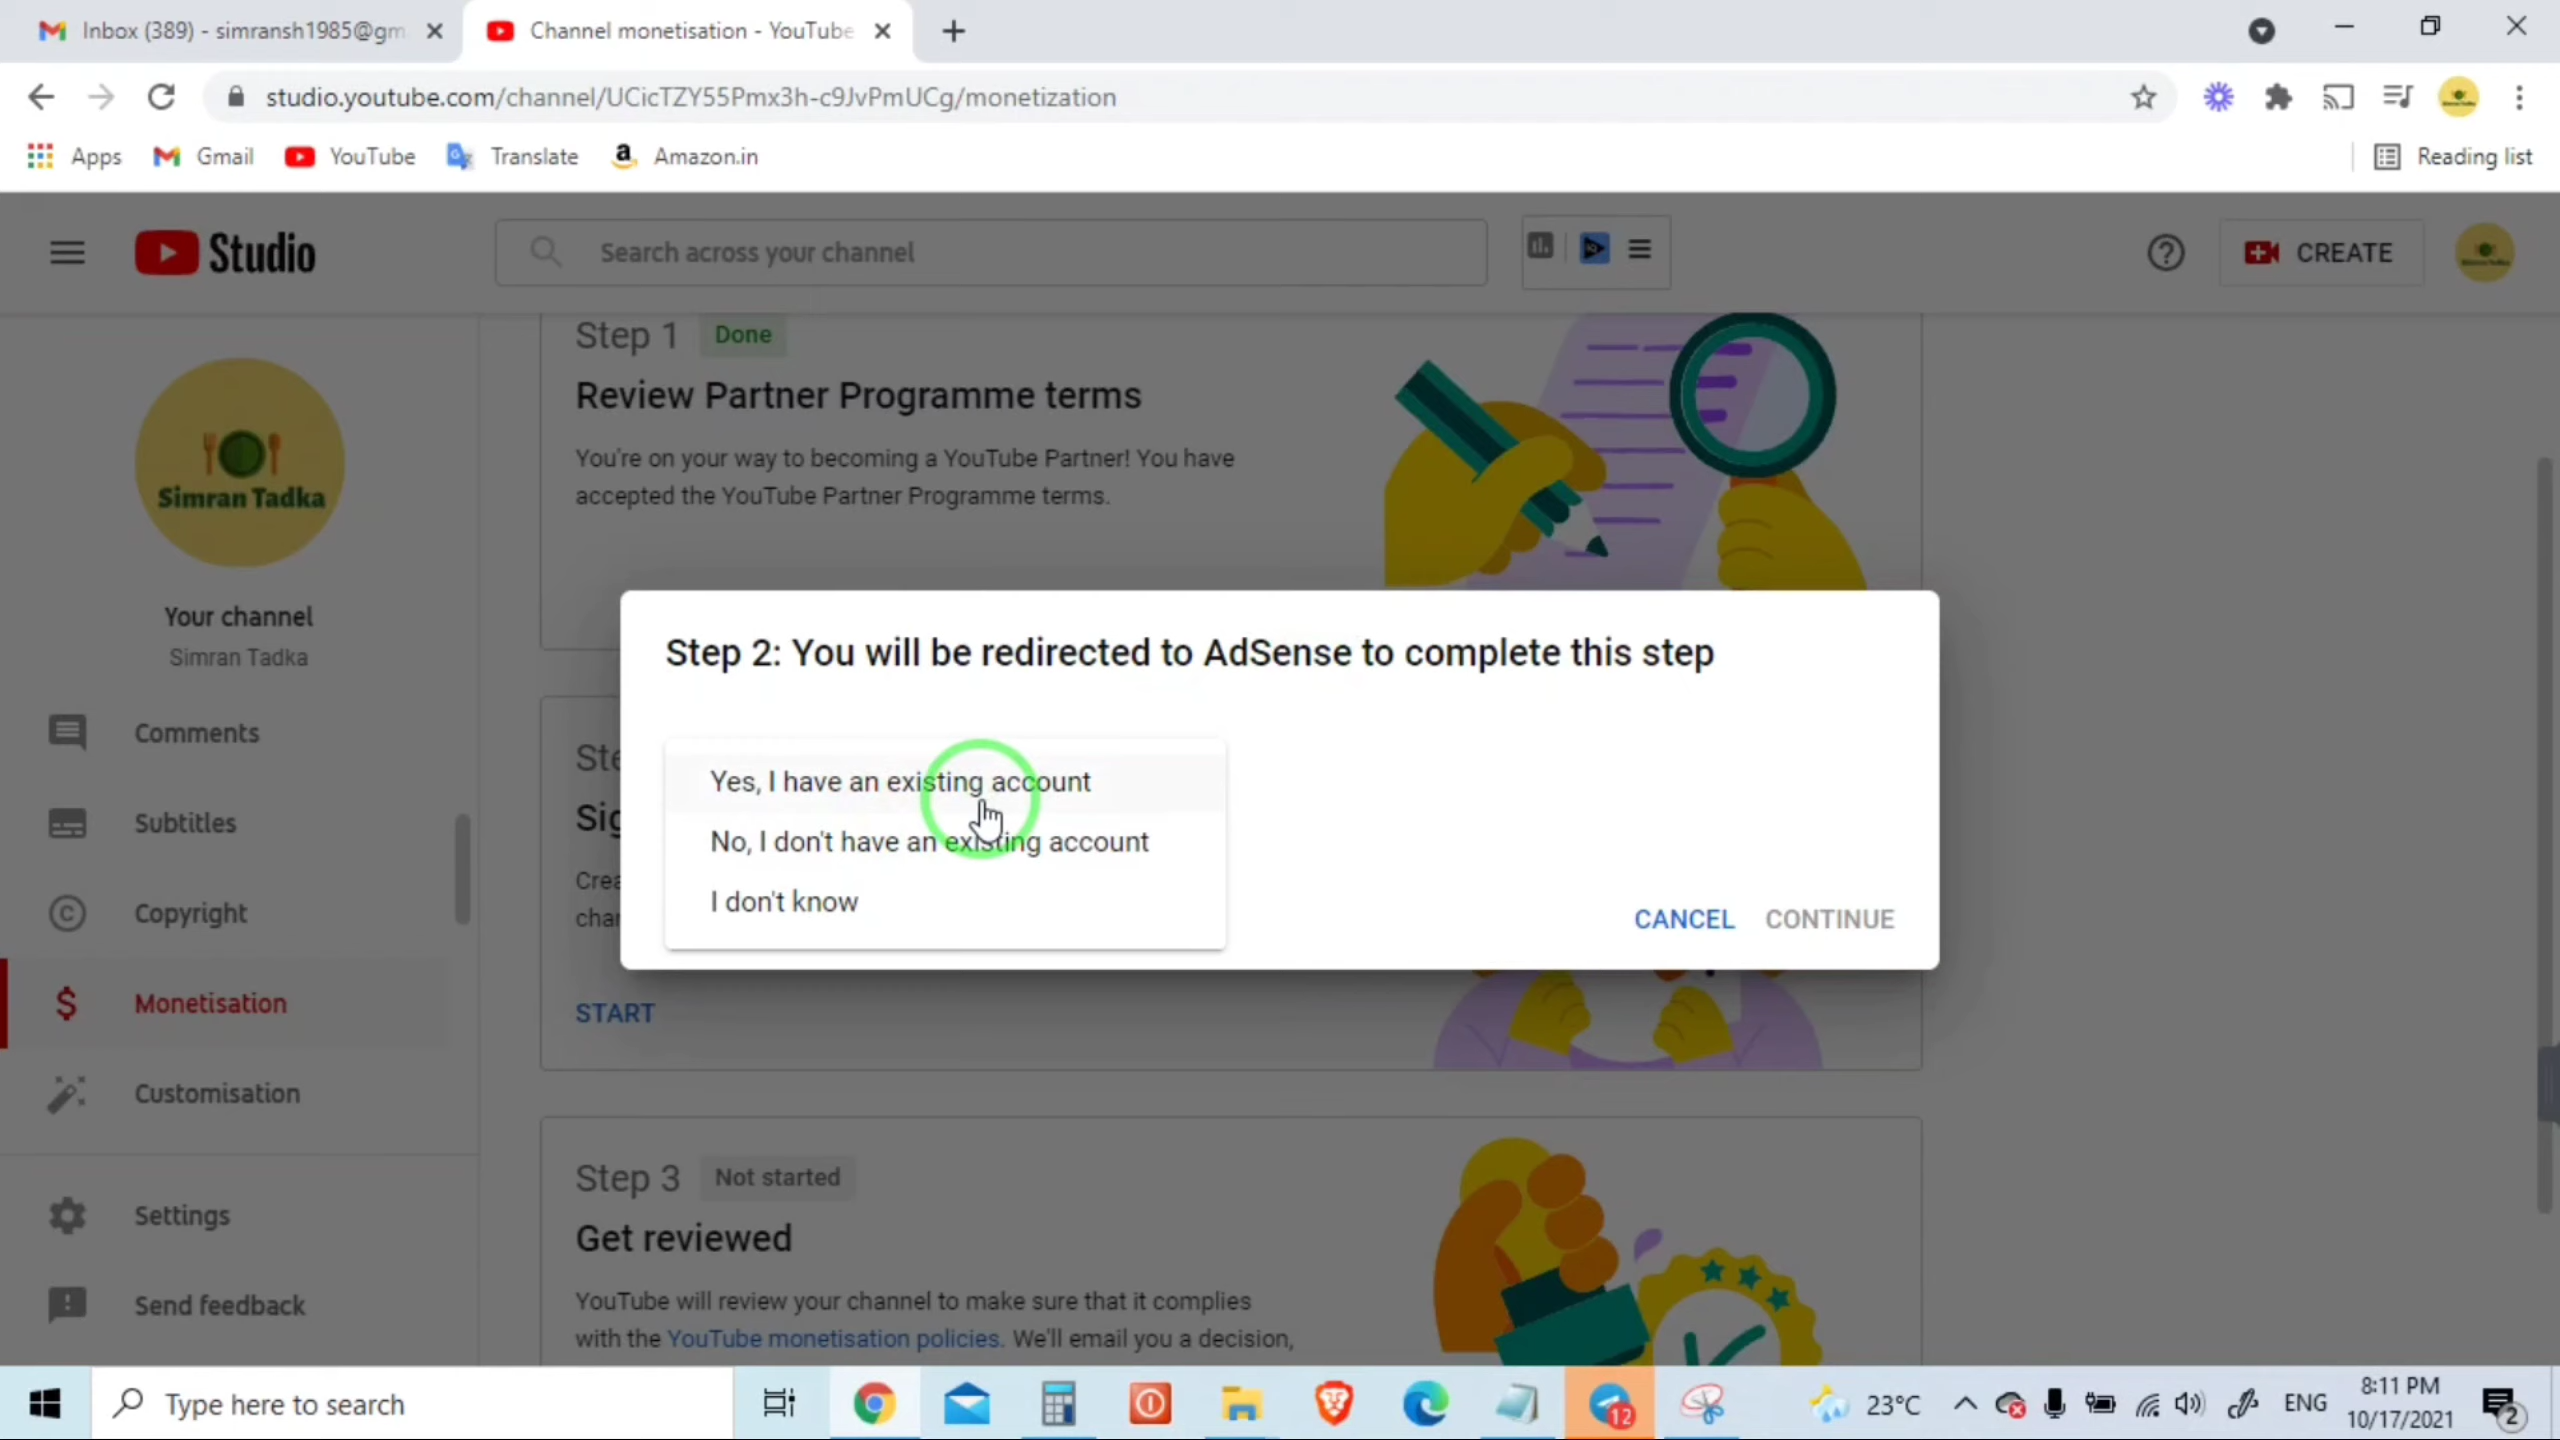 Inbox (389) - simransh1985@gm
Channel monetisation - YouTube
studio.youtube.com/channel/UCicTZY55Pmx3h-c9JvPmUCg/monetization
Apps
Gmail
YouTube
Translate
Amazon.in
Reading list
Studio
Search across your channel
CREATE
Simran Tadka
Your channel
Simran Tadka
Comments
Subtitles
Copyright
Monetisation
Customisation
Settings
Send feedback
Step 1 Done
Review Partner Programme terms
You're on your way to becoming a YouTube Partner! You have
accepted the YouTube Partner Programme terms.
Step 2: You will be redirected to AdSense to complete this step
Yes, I have an existing account
No, I don't have an existing account
I don't know
CANCEL CONTINUE
Ste
Sig
Crea
chan
START
Step 3 Not started
Get reviewed
YouTube will review your channel to make sure that it complies
with the YouTube monetisation policies. We'll email you a decision,
Type here to search
12
23°C
ENG
8:11 PM
10/17/2021
2